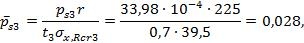 p̄ₛ₃ = pₛ₃r / t₃σₓ,Rcr3 = 33,98 · 10⁻⁴ · 225 / 0,7 · 39,5 = 0,028,